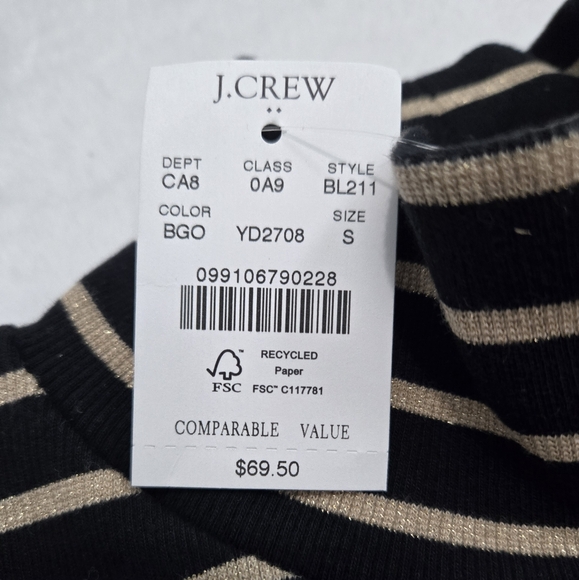 J.CREW
DEPT CLASS STYLE
CA8 0A9 BL211
COLOR SIZE
BGO YD2708 S
099106790228
RECYCLED
Paper
FSC FSC™ C117781
COMPARABLE VALUE
$69.50